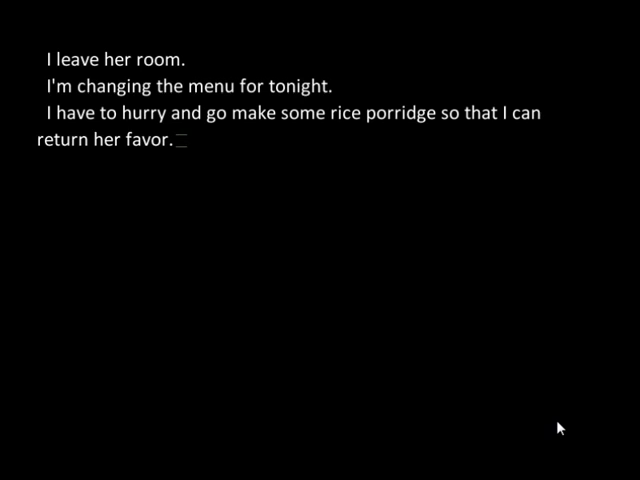 I leave her room.
I'm changing the menu for tonight.
I have to hurry and go make some rice porridge so that I can
return her favor.